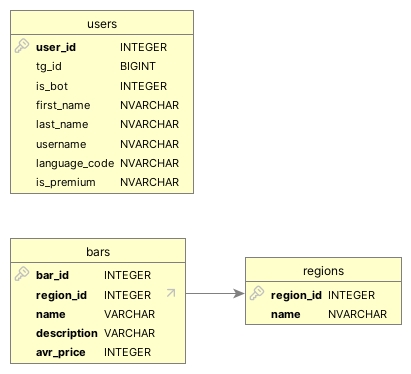 users
user_id INTEGER
tg_id BIGINT
is_bot INTEGER
first_name NVARCHAR
last_name NVARCHAR
username NVARCHAR
language_code NVARCHAR
is_premium NVARCHAR
bars
bar_id INTEGER
region_id INTEGER
name VARCHAR
description VARCHAR
avr_price INTEGER
regions
region_id INTEGER
name NVARCHAR